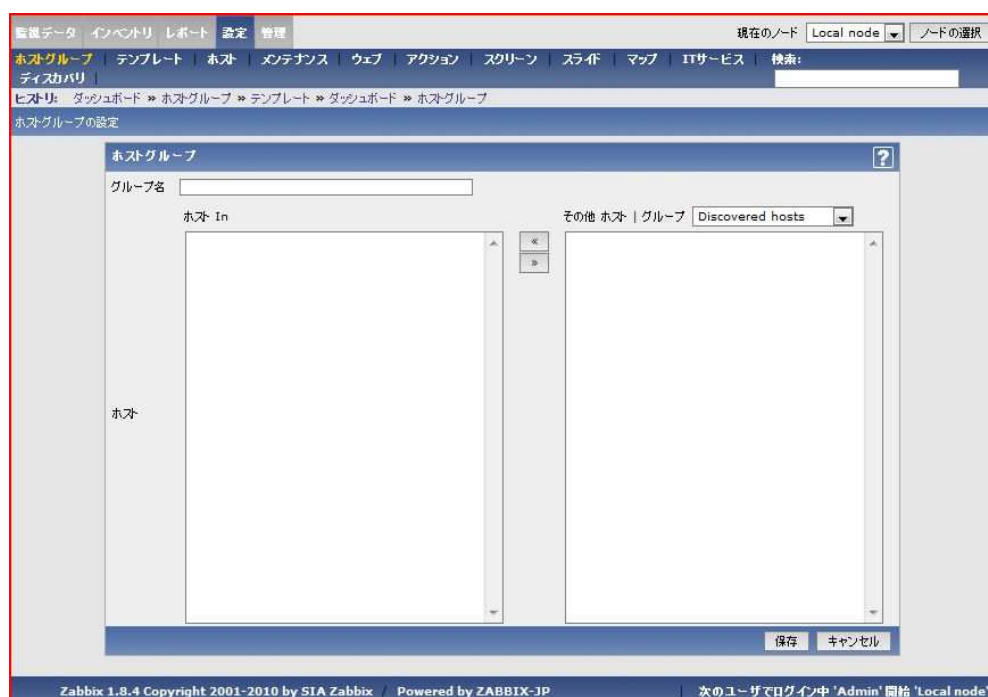 監視データ インベントリ レポート 設定 管理 現在のノード Local node ノードの選択
ホストグループ | テンプレート | ホスト | メンテナンス | ウェブ | アクション | スクリーン | スライド | マップ | ITサービス | 検索:
ディスカバリ |
ヒストリ: ダッシュボード » ホストグループ » テンプレート » ダッシュボード » ホストグループ
ホストグループの設定
ホストグループ ?
グループ名
ホスト In その他 ホスト | グループ Discovered hosts
«
»
ホスト
保存 キャンセル
Zabbix 1.8.4 Copyright 2001-2010 by SIA Zabbix / Powered by ZABBIX-JP | 次のユーザでログイン中 'Admin' 開始 'Local node'